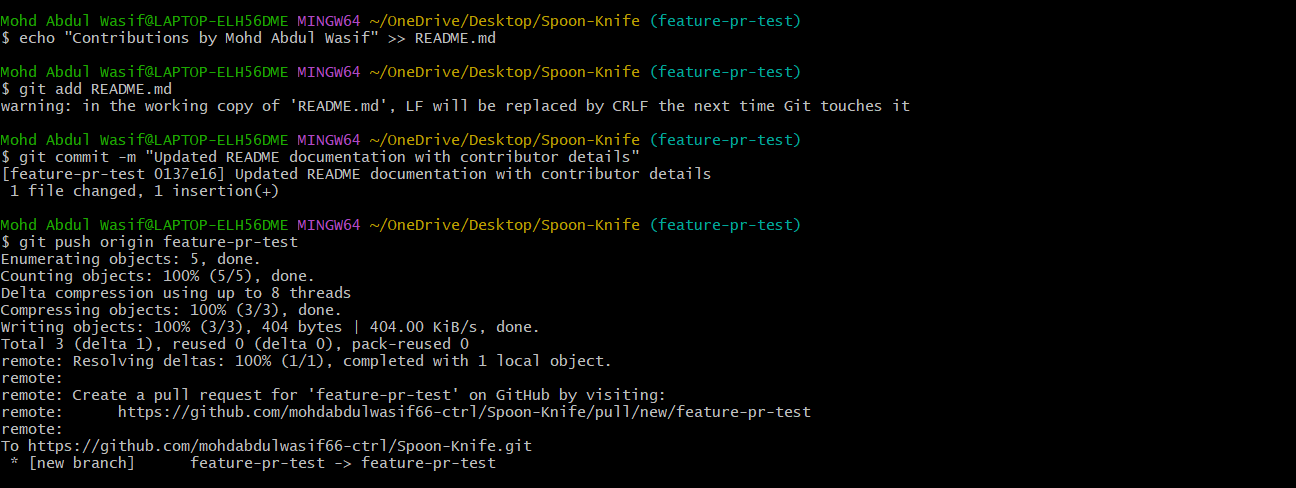 Mohd Abdul Wasif@LAPTOP-ELH56DME MINGW64 ~/OneDrive/Desktop/Spoon-Knife (feature-pr-test)
$ echo "Contributions by Mohd Abdul Wasif" >> README.md
Mohd Abdul Wasif@LAPTOP-ELH56DME MINGW64 ~/OneDrive/Desktop/Spoon-Knife (feature-pr-test)
$ git add README.md
warning: in the working copy of 'README.md', LF will be replaced by CRLF the next time Git touches it
Mohd Abdul Wasif@LAPTOP-ELH56DME MINGW64 ~/OneDrive/Desktop/Spoon-Knife (feature-pr-test)
$ git commit -m "Updated README documentation with contributor details"
[feature-pr-test 0137e16] Updated README documentation with contributor details
 1 file changed, 1 insertion(+)
Mohd Abdul Wasif@LAPTOP-ELH56DME MINGW64 ~/OneDrive/Desktop/Spoon-Knife (feature-pr-test)
$ git push origin feature-pr-test
Enumerating objects: 5, done.
Counting objects: 100% (5/5), done.
Delta compression using up to 8 threads
Compressing objects: 100% (3/3), done.
Writing objects: 100% (3/3), 404 bytes | 404.00 KiB/s, done.
Total 3 (delta 1), reused 0 (delta 0), pack-reused 0
remote: Resolving deltas: 100% (1/1), completed with 1 local object.
remote:
remote: Create a pull request for 'feature-pr-test' on GitHub by visiting:
remote:      https://github.com/mohdabdulwasif66-ctrl/Spoon-Knife/pull/new/feature-pr-test
remote:
To https://github.com/mohdabdulwasif66-ctrl/Spoon-Knife.git
 * [new branch]      feature-pr-test -> feature-pr-test